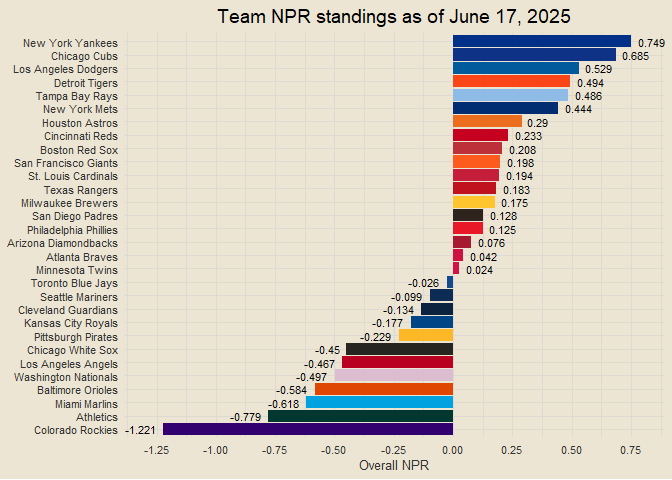 Team NPR standings as of June 17, 2025
New York Yankees 0.749
Chicago Cubs 0.685
Los Angeles Dodgers 0.529
Detroit Tigers 0.494
Tampa Bay Rays 0.486
New York Mets 0.444
Houston Astros 0.29
Cincinnati Reds 0.233
Boston Red Sox 0.208
San Francisco Giants 0.198
St. Louis Cardinals 0.194
Texas Rangers 0.183
Milwaukee Brewers 0.175
San Diego Padres 0.128
Philadelphia Phillies 0.125
Arizona Diamondbacks 0.076
Atlanta Braves 0.042
Minnesota Twins 0.024
Toronto Blue Jays -0.026
Seattle Mariners -0.099
Cleveland Guardians -0.134
Kansas City Royals -0.177
Pittsburgh Pirates -0.229
Chicago White Sox -0.45
Los Angeles Angels -0.467
Washington Nationals -0.497
Baltimore Orioles -0.584
Miami Marlins -0.618
Athletics -0.779
Colorado Rockies -1.221
-1.25 -1.00 -0.75 -0.50 -0.25 0.00 0.25 0.50 0.75
Overall NPR